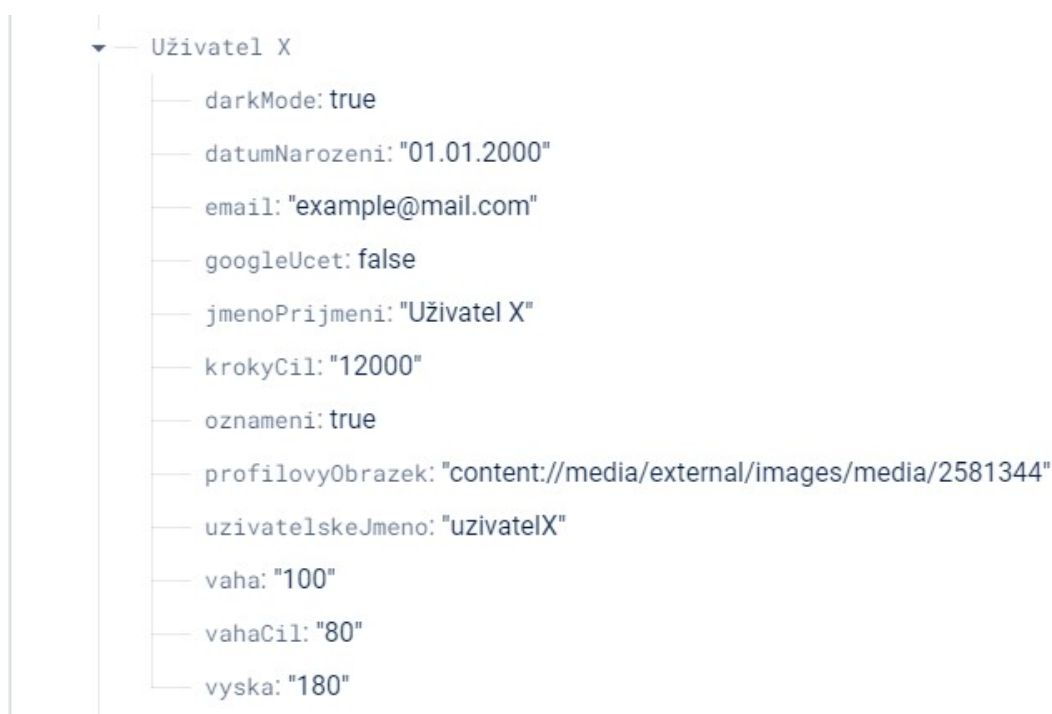 Uživatel X
darkMode: true
datumNarozeni: "01.01.2000"
email: "example@mail.com"
googleUcet: false
jmenoPrijmeni: "Uživatel X"
krokyCil: "12000"
oznameni: true
profilovyObrazek: "content://media/external/images/media/2581344"
uzivatelskeJmeno: "uzivatelX"
vaha: "100"
vahaCil: "80"
vyska: "180"